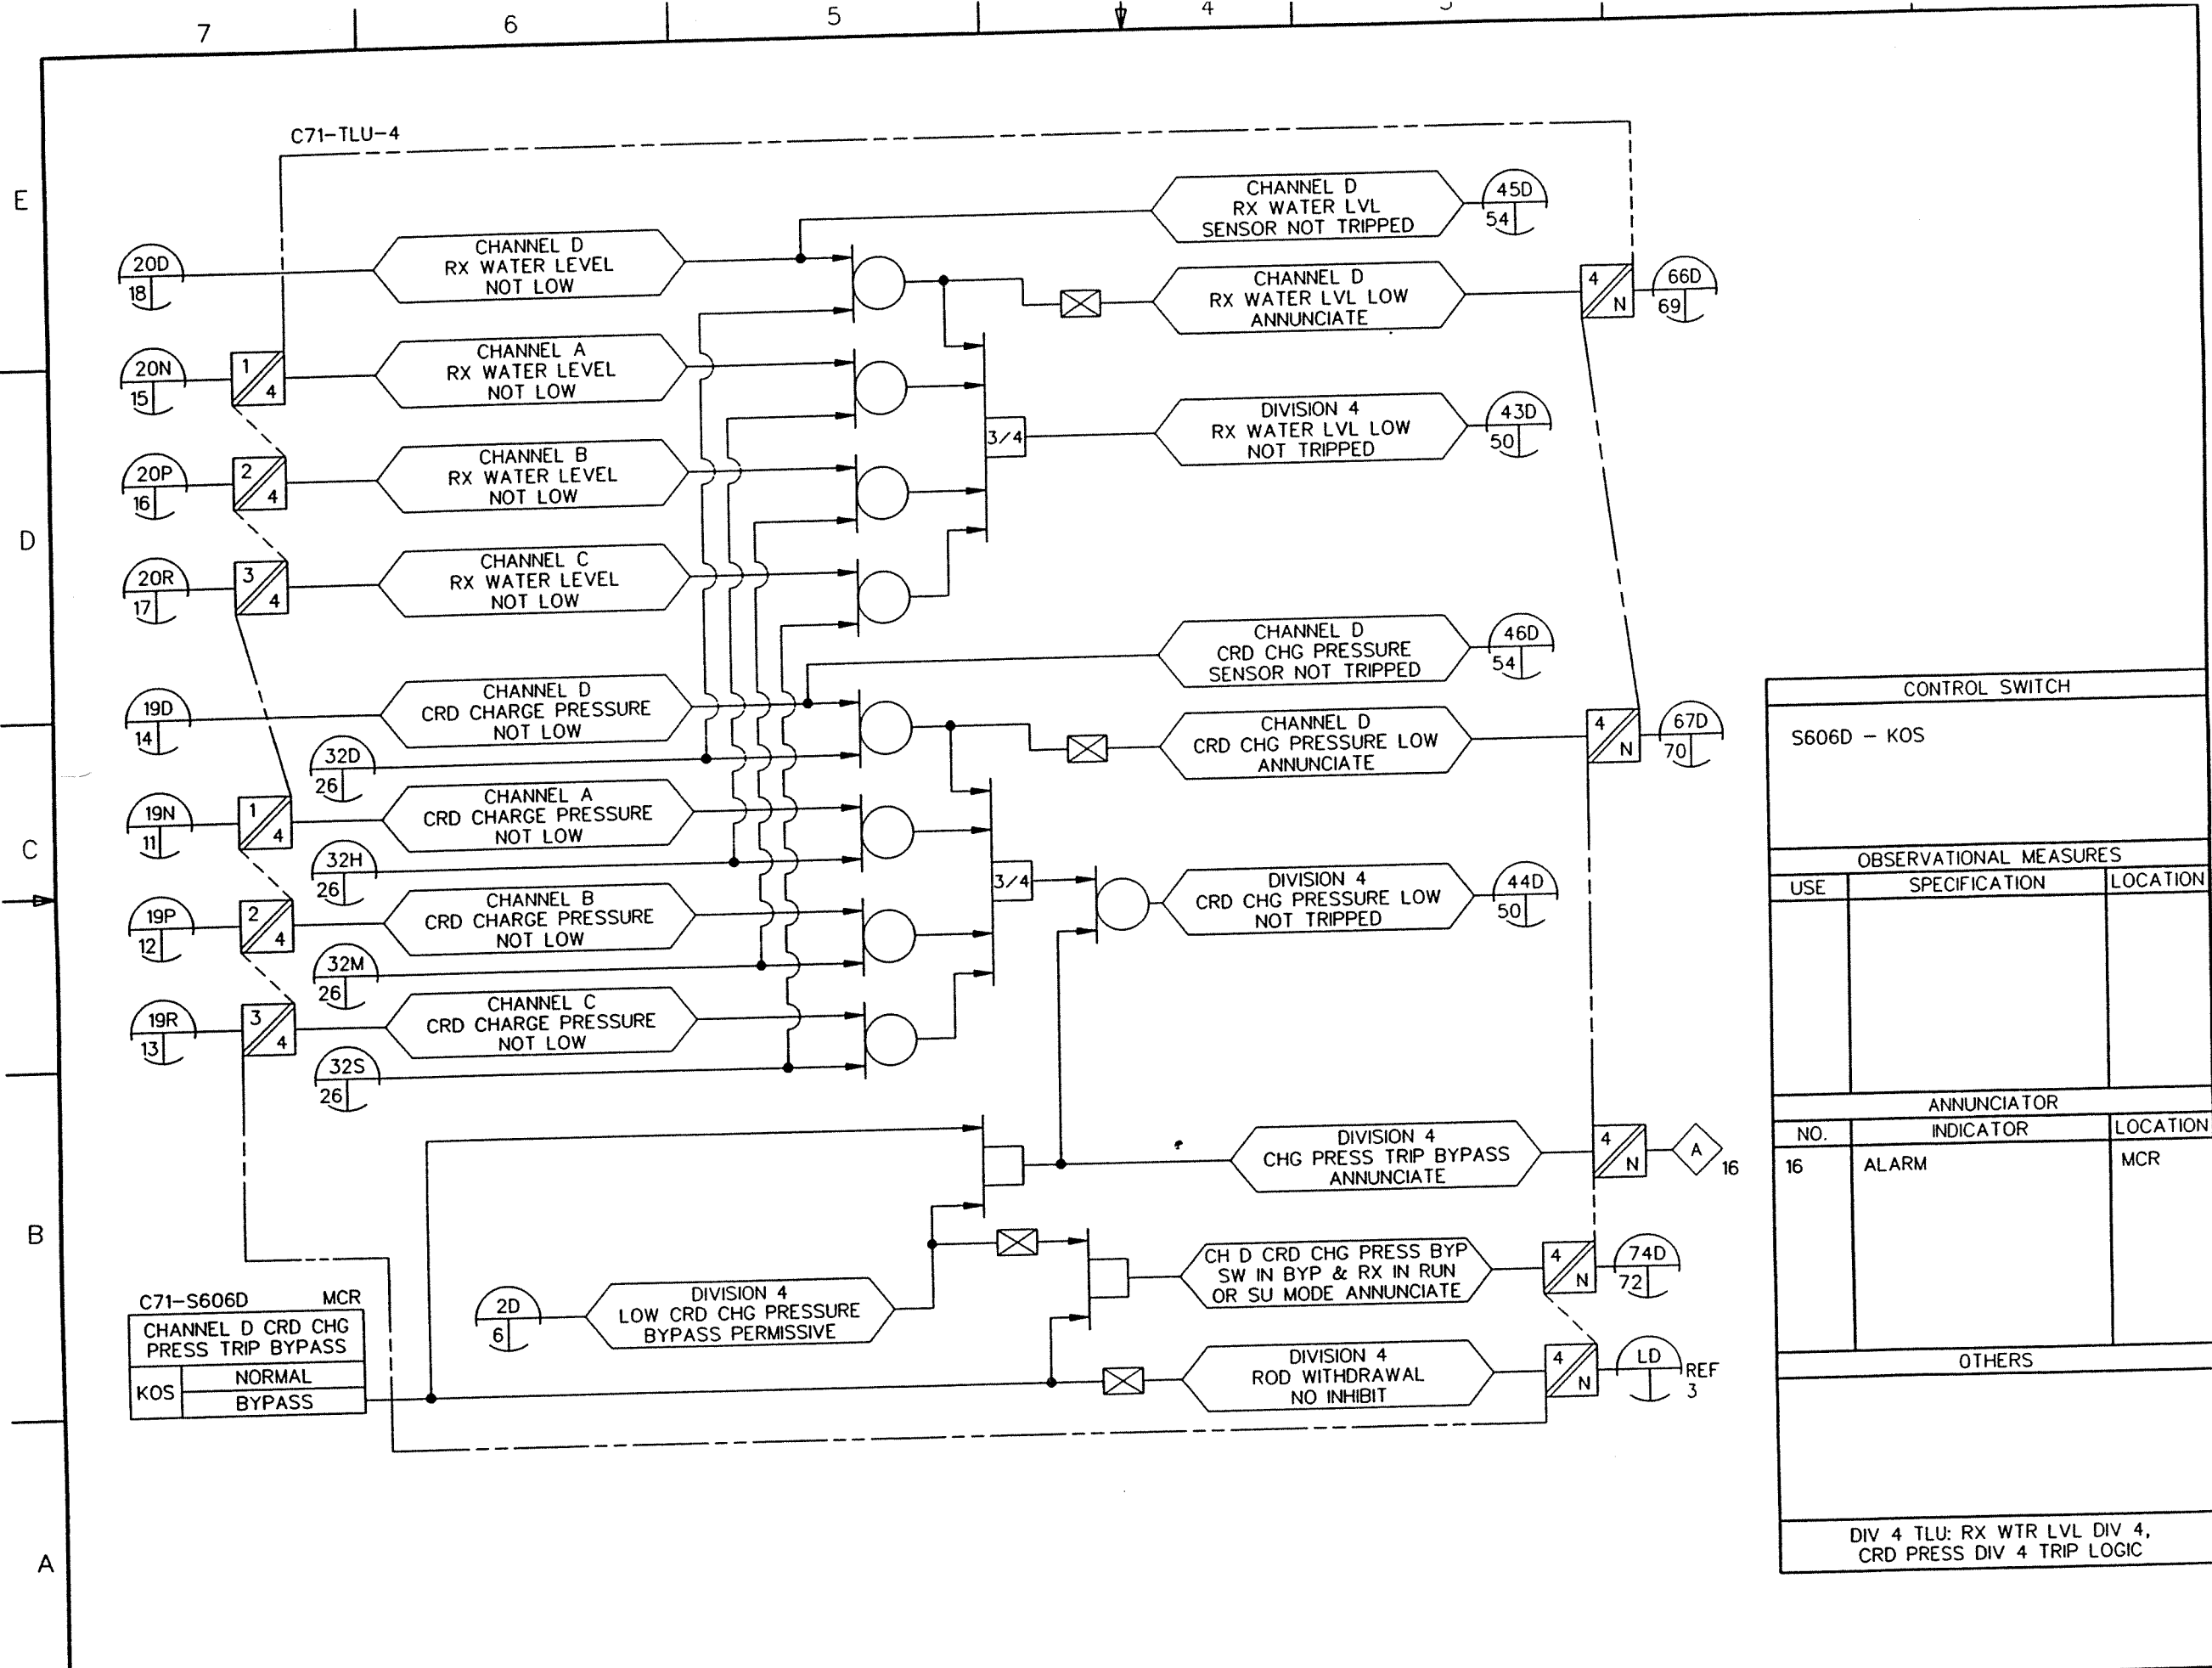 7 6 5 4
C71-TLU-4
E
CHANNEL D
RX WATER LVL
SENSOR NOT TRIPPED
45D
54
20D
18
CHANNEL D
RX WATER LEVEL
NOT LOW
CHANNEL D
RX WATER LVL LOW
ANNUNCIATE
4
N
66D
69
20N
15
1
4
CHANNEL A
RX WATER LEVEL
NOT LOW
3/4
DIVISION 4
RX WATER LVL LOW
NOT TRIPPED
43D
50
20P
16
2
4
CHANNEL B
RX WATER LEVEL
NOT LOW
D
20R
17
3
4
CHANNEL C
RX WATER LEVEL
NOT LOW
CHANNEL D
CRD CHG PRESSURE
SENSOR NOT TRIPPED
46D
54
19D
14
CHANNEL D
CRD CHARGE PRESSURE
NOT LOW
CHANNEL D
CRD CHG PRESSURE LOW
ANNUNCIATE
4
N
67D
70
32D
26
19N
11
1
4
CHANNEL A
CRD CHARGE PRESSURE
NOT LOW
C
32H
26
3/4
DIVISION 4
CRD CHG PRESSURE LOW
NOT TRIPPED
44D
50
19P
12
2
4
CHANNEL B
CRD CHARGE PRESSURE
NOT LOW
32M
26
19R
13
3
4
CHANNEL C
CRD CHARGE PRESSURE
NOT LOW
32S
26
DIVISION 4
CHG PRESS TRIP BYPASS
ANNUNCIATE
4
N
A
16
B
CH D CRD CHG PRESS BYP
SW IN BYP & RX IN RUN
OR SU MODE ANNUNCIATE
4
N
74D
72
2D
6
DIVISION 4
LOW CRD CHG PRESSURE
BYPASS PERMISSIVE
C71-S606D MCR
CHANNEL D CRD CHG
PRESS TRIP BYPASS
KOS
NORMAL
BYPASS
DIVISION 4
ROD WITHDRAWAL
NO INHIBIT
4
N
LD
REF
3
A
CONTROL SWITCH
S606D - KOS
OBSERVATIONAL MEASURES
USE SPECIFICATION LOCATION
ANNUNCIATOR
NO. INDICATOR LOCATION
16 ALARM MCR
OTHERS
DIV 4 TLU: RX WTR LVL DIV 4,
CRD PRESS DIV 4 TRIP LOGIC